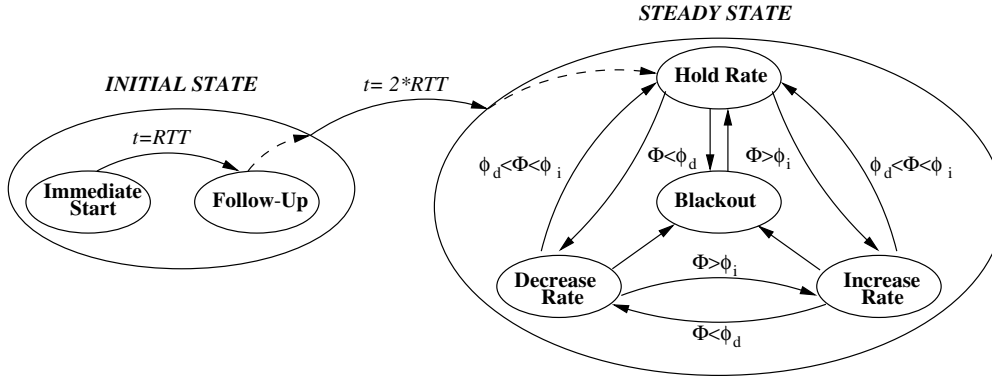 STEADY STATE
INITIAL STATE
t=RTT
Immediate
Start
Follow-Up
t= 2*RTT
Hold Rate
ϕd<Φ<ϕi
Φ<ϕd
Φ>ϕi
ϕd<Φ<ϕi
Blackout
Decrease
Rate
Φ>ϕi
Increase
Rate
Φ<ϕd